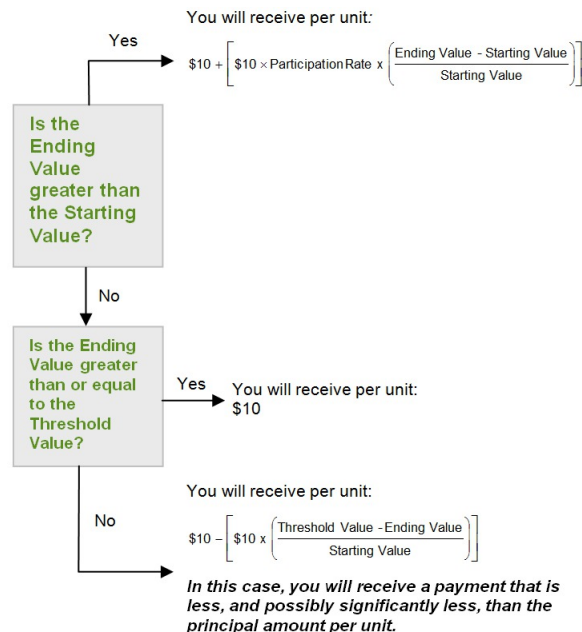 You will receive per unit:
Yes
$10 + [ $10 × Participation Rate x ( Ending Value - Starting Value / Starting Value ) ]
Is the
Ending
Value
greater than
the Starting
Value?
No
Is the Ending
Value greater
than or equal
to the
Threshold
Value?
Yes
You will receive per unit:
$10
You will receive per unit:
No
$10 – [ $10 x ( Threshold Value - Ending Value / Starting Value ) ]
In this case, you will receive a payment that is
less, and possibly significantly less, than the
principal amount per unit.